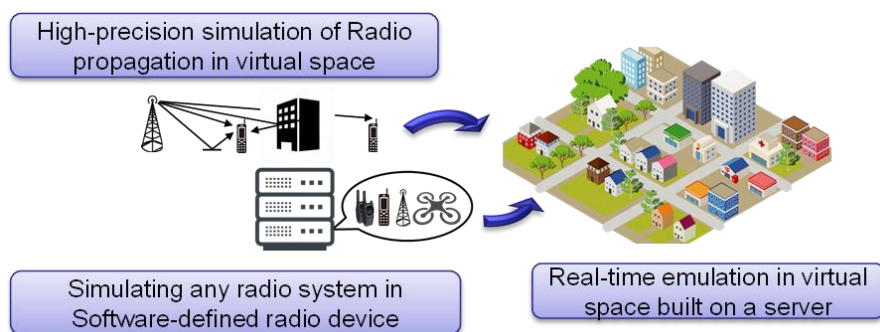 High-precision simulation of Radio
propagation in virtual space
Simulating any radio system in
Software-defined radio device
Real-time emulation in virtual
space built on a server